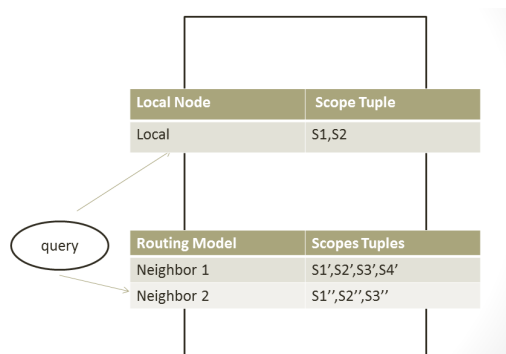 Local Node Scope Tuple
Local S1,S2
query
Routing Model Scopes Tuples
Neighbor 1 S1’,S2’,S3’,S4’
Neighbor 2 S1’’,S2’’,S3’’